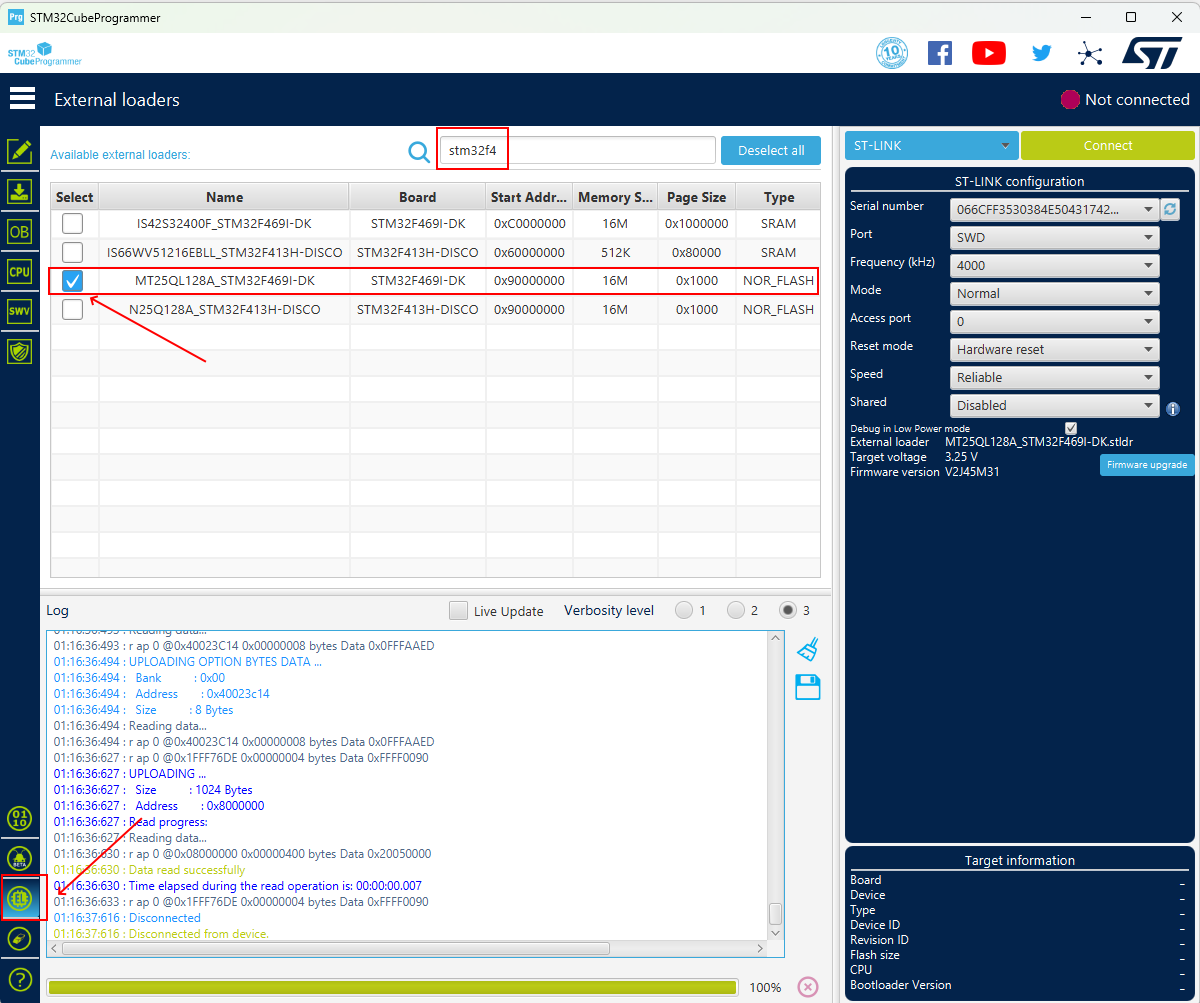 Prg STM32CubeProgrammer
STM32
CubeProgrammer
10
YEARS
ST
External loaders
Not connected
OB
CPU
SWV
01
10
BETA
EL
?
Available external loaders:
stm32f4
Deselect all
Select Name Board Start Addr... Memory S... Page Size Type
IS42S32400F_STM32F469I-DK STM32F469I-DK 0xC0000000 16M 0x1000000 SRAM
IS66WV51216EBLL_STM32F413H-DISCO STM32F413H-DISCO 0x60000000 512K 0x80000 SRAM
MT25QL128A_STM32F469I-DK STM32F469I-DK 0x90000000 16M 0x1000 NOR_FLASH
N25Q128A_STM32F413H-DISCO STM32F413H-DISCO 0x90000000 16M 0x1000 NOR_FLASH
Log
Live Update Verbosity level 1 2 3
01:16:36:493 : Reading data...
01:16:36:493 : r ap 0 @0x40023C14 0x00000008 bytes Data 0x0FFFAAED
01:16:36:494 : UPLOADING OPTION BYTES DATA ...
01:16:36:494 : Bank : 0x00
01:16:36:494 : Address : 0x40023c14
01:16:36:494 : Size : 8 Bytes
01:16:36:494 : Reading data...
01:16:36:494 : r ap 0 @0x40023C14 0x00000008 bytes Data 0x0FFFAAED
01:16:36:627 : r ap 0 @0x1FFF76DE 0x00000004 bytes Data 0xFFFF0090
01:16:36:627 : UPLOADING ...
01:16:36:627 : Size : 1024 Bytes
01:16:36:627 : Address : 0x8000000
01:16:36:627 : Read progress:
01:16:36:627 : Reading data...
01:16:36:630 : r ap 0 @0x08000000 0x00000400 bytes Data 0x20050000
01:16:36:630 : Data read successfully
01:16:36:630 : Time elapsed during the read operation is: 00:00:00.007
01:16:36:633 : r ap 0 @0x1FFF76DE 0x00000004 bytes Data 0xFFFF0090
01:16:37:616 : Disconnected
01:16:37:616 : Disconnected from device.
100%
ST-LINK
Connect
ST-LINK configuration
Serial number 066CFF3530384E50431742...
Port SWD
Frequency (kHz) 4000
Mode Normal
Access port 0
Reset mode Hardware reset
Speed Reliable
Shared Disabled
Debug in Low Power mode
External loader MT25QL128A_STM32F469I-DK.stldr
Target voltage 3.25 V
Firmware version V2J45M31
Firmware upgrade
Target information
Board _
Device _
Type _
Device ID _
Revision ID _
Flash size _
CPU _
Bootloader Version _